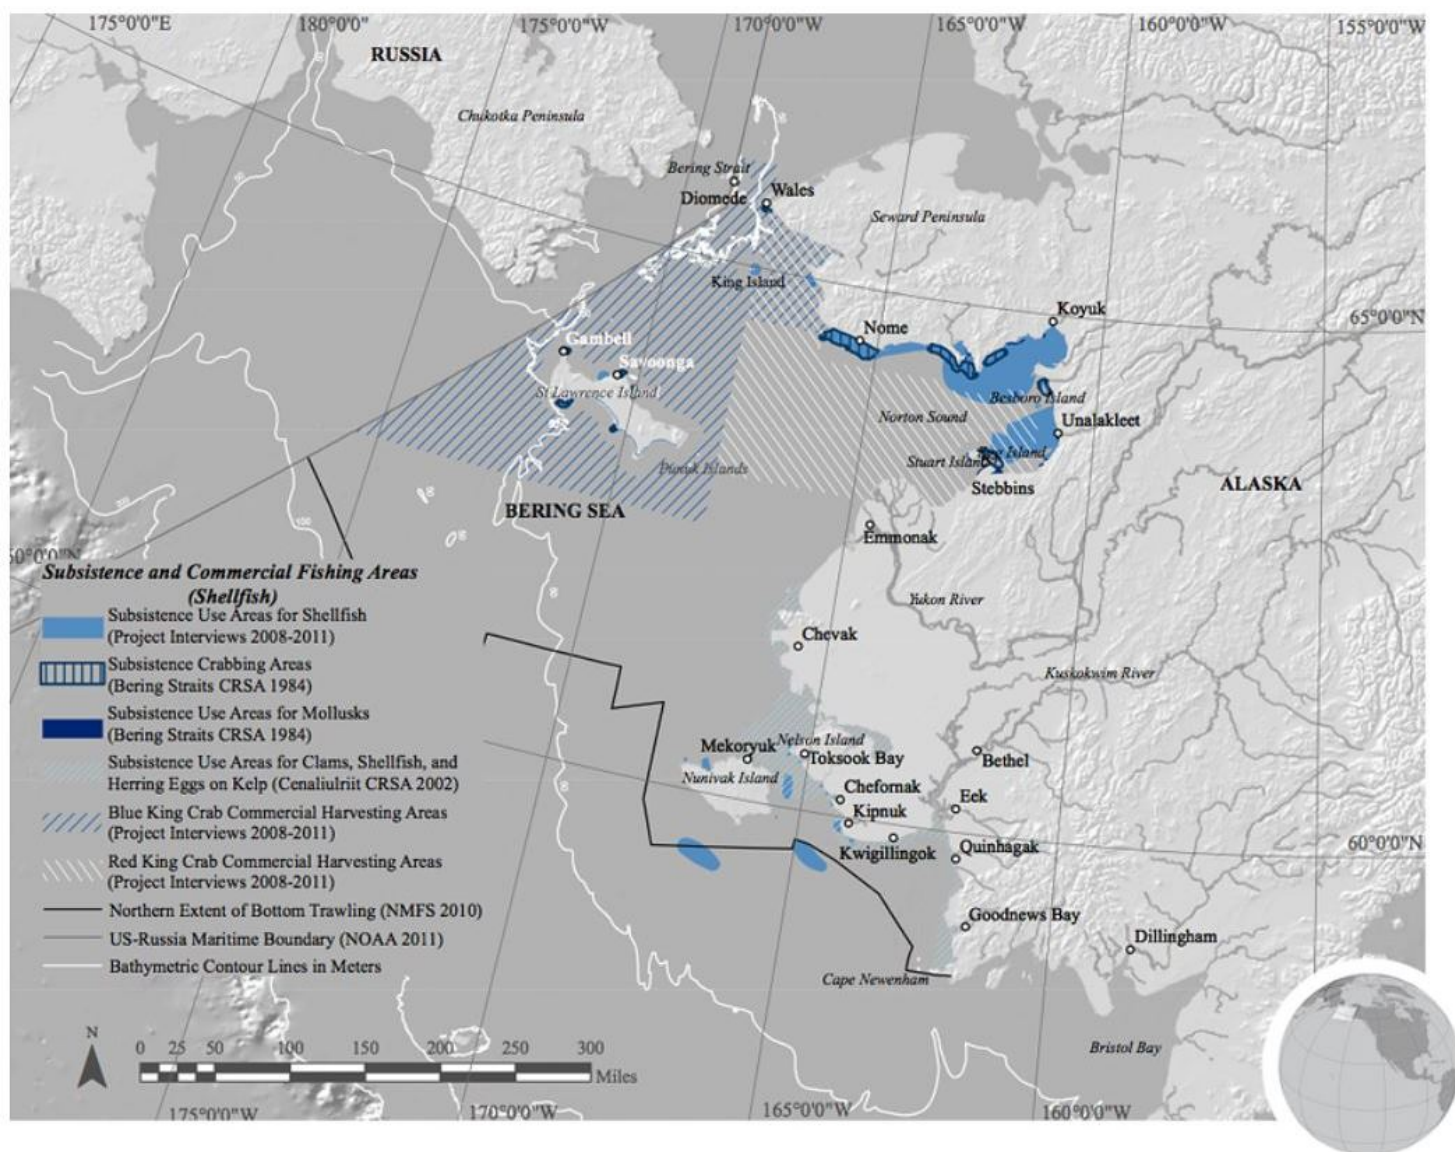 175°0'0"E
180°0'0"
175°0'0"W
170°0'0"W
165°0'0"W
160°0'0"W
155°0'0"W
RUSSIA
Chukotka Peninsula
Bering Strait
Diomede
Wales
Seward Peninsula
King Island
Koyuk
65°0'0"N
Nome
Gambell
Savoonga
St Lawrence Island
Besboro Island
Norton Sound
Unalakleet
Stuart Island
Island
Stebbins
Islands
ALASKA
BERING SEA
Emmonak
0°0'0"N
100
Yukon River
Chevak
Kuskokwim River
Subsistence and Commercial Fishing Areas
(Shellfish)
Subsistence Use Areas for Shellfish
(Project Interviews 2008-2011)
Subsistence Crabbing Areas
(Bering Straits CRSA 1984)
Subsistence Use Areas for Mollusks
(Bering Straits CRSA 1984)
Subsistence Use Areas for Clams, Shellfish, and
Herring Eggs on Kelp (Cenaliulriit CRSA 2002)
Blue King Crab Commercial Harvesting Areas
(Project Interviews 2008-2011)
Red King Crab Commercial Harvesting Areas
(Project Interviews 2008-2011)
Northern Extent of Bottom Trawling (NMFS 2010)
US-Russia Maritime Boundary (NOAA 2011)
Bathymetric Contour Lines in Meters
Mekoryuk
Nelson Island
Toksook Bay
Nunivak Island
Bethel
Chefornak
Eek
Kipnuk
Kwigillingok
Quinhagak
60°0'0"N
Goodnews Bay
Dillingham
Cape Newenham
Bristol Bay
N
0 25 50 100 150 200 250 300
Miles
175°0'0"W
170°0'0"W
165°0'0"W
160°0'0"W